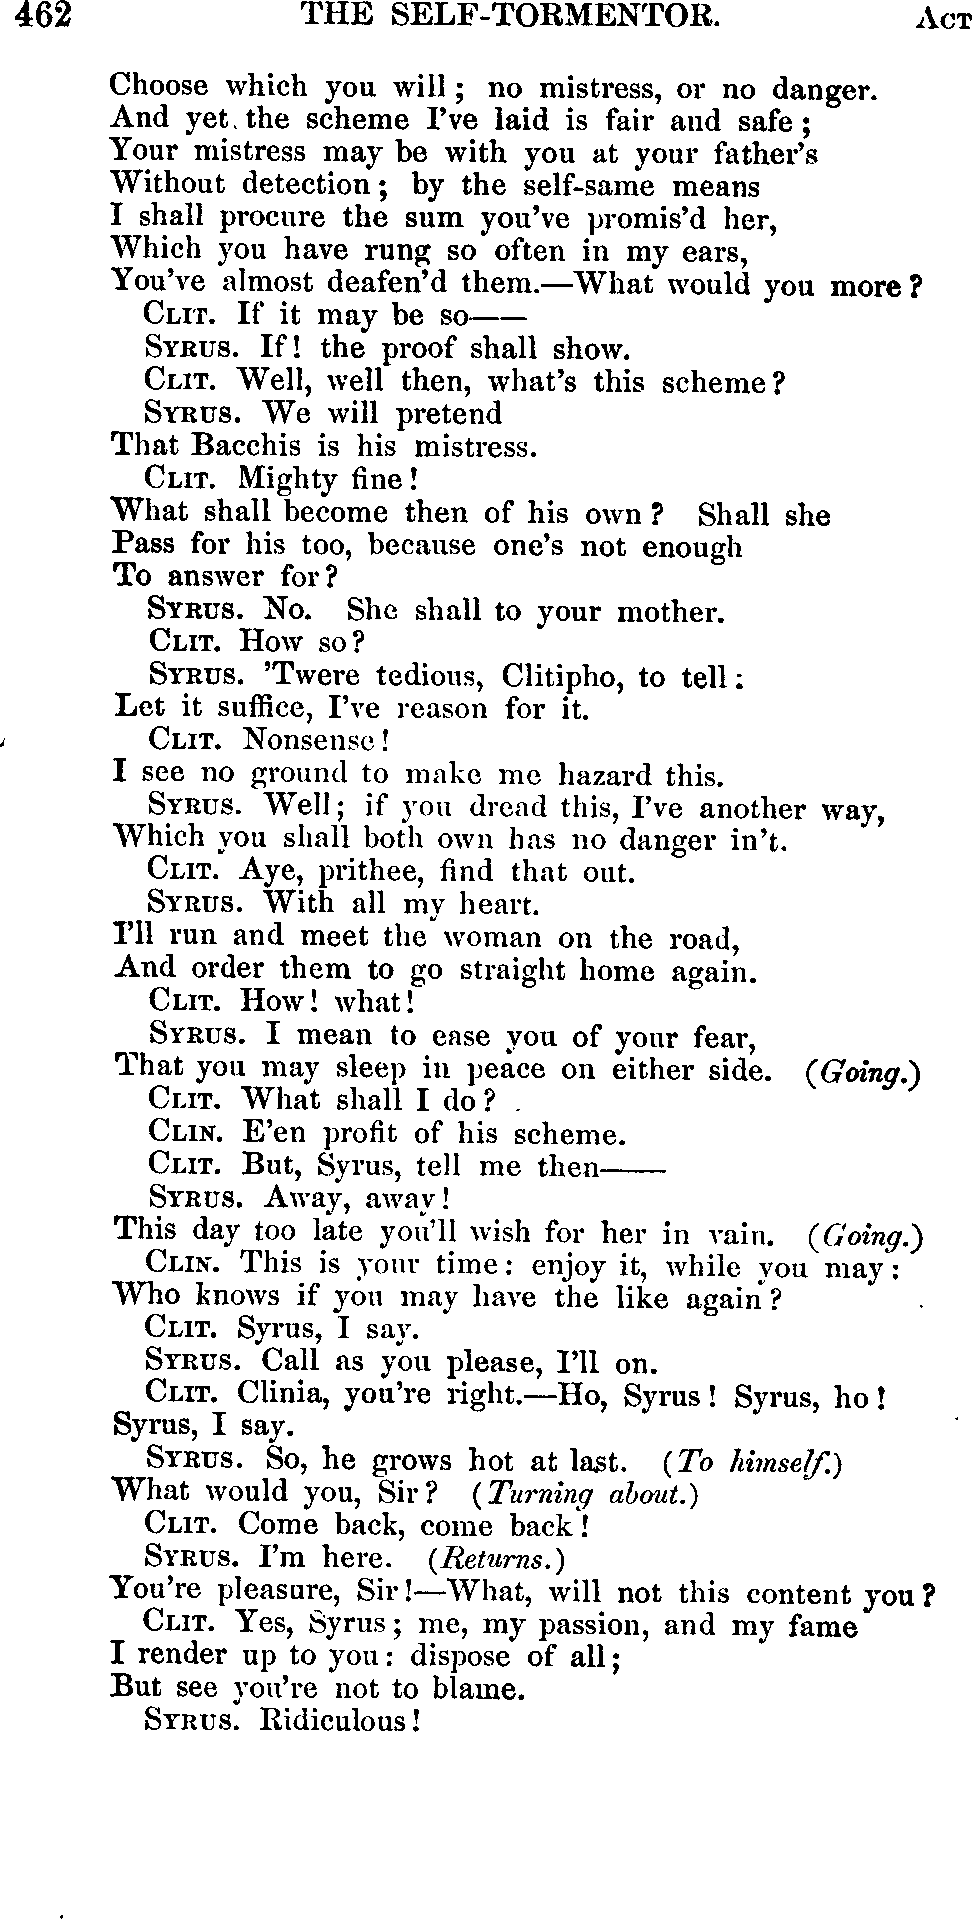 462 THE SELF-TORMENTOR. ACT
Choose which you will; no mistress, or no danger.
And yet the scheme I've laid is fair and safe;
Your mistress may be with you at your father's
Without detection; by the self-same means
I shall procure the sum you've promis'd her,
Which you have rung so often in my ears,
You've almost deafen'd them.—What would you more?
CLIT. If it may be so——
SYRUS. If! the proof shall show.
CLIT. Well, well then, what's this scheme?
SYRUS. We will pretend
That Bacchis is his mistress.
CLIT. Mighty fine!
What shall become then of his own? Shall she
Pass for his too, because one's not enough
To answer for?
SYRUS. No. She shall to your mother.
CLIT. How so?
SYRUS. 'Twere tedious, Clitipho, to tell:
Let it suffice, I've reason for it.
CLIT. Nonsense!
I see no ground to make me hazard this.
SYRUS. Well; if you dread this, I've another way,
Which you shall both own has no danger in't.
CLIT. Aye, prithee, find that out.
SYRUS. With all my heart.
I'll run and meet the woman on the road,
And order them to go straight home again.
CLIT. How! what!
SYRUS. I mean to ease you of your fear,
That you may sleep in peace on either side. (Going.)
CLIT. What shall I do?
CLIN. E'en profit of his scheme.
CLIT. But, Syrus, tell me then——
SYRUS. Away, away!
This day too late you'll wish for her in vain. (Going.)
CLIN. This is your time: enjoy it, while you may:
Who knows if you may have the like again?
CLIT. Syrus, I say.
SYRUS. Call as you please, I'll on.
CLIT. Clinia, you're right.—Ho, Syrus! Syrus, ho!
Syrus, I say.
SYRUS. So, he grows hot at last. (To himself.)
What would you, Sir? (Turning about.)
CLIT. Come back, come back!
SYRUS. I'm here. (Returns.)
You're pleasure, Sir!—What, will not this content you?
CLIT. Yes, Syrus; me, my passion, and my fame
I render up to you: dispose of all;
But see you're not to blame.
SYRUS. Ridiculous!